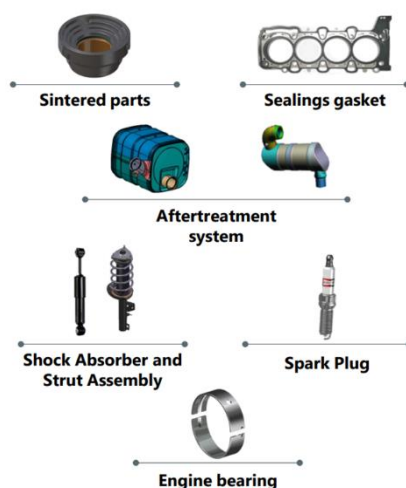 Sintered parts
Sealings gasket
Aftertreatment
system
Shock Absorber and
Strut Assembly
Spark Plug
Engine bearing